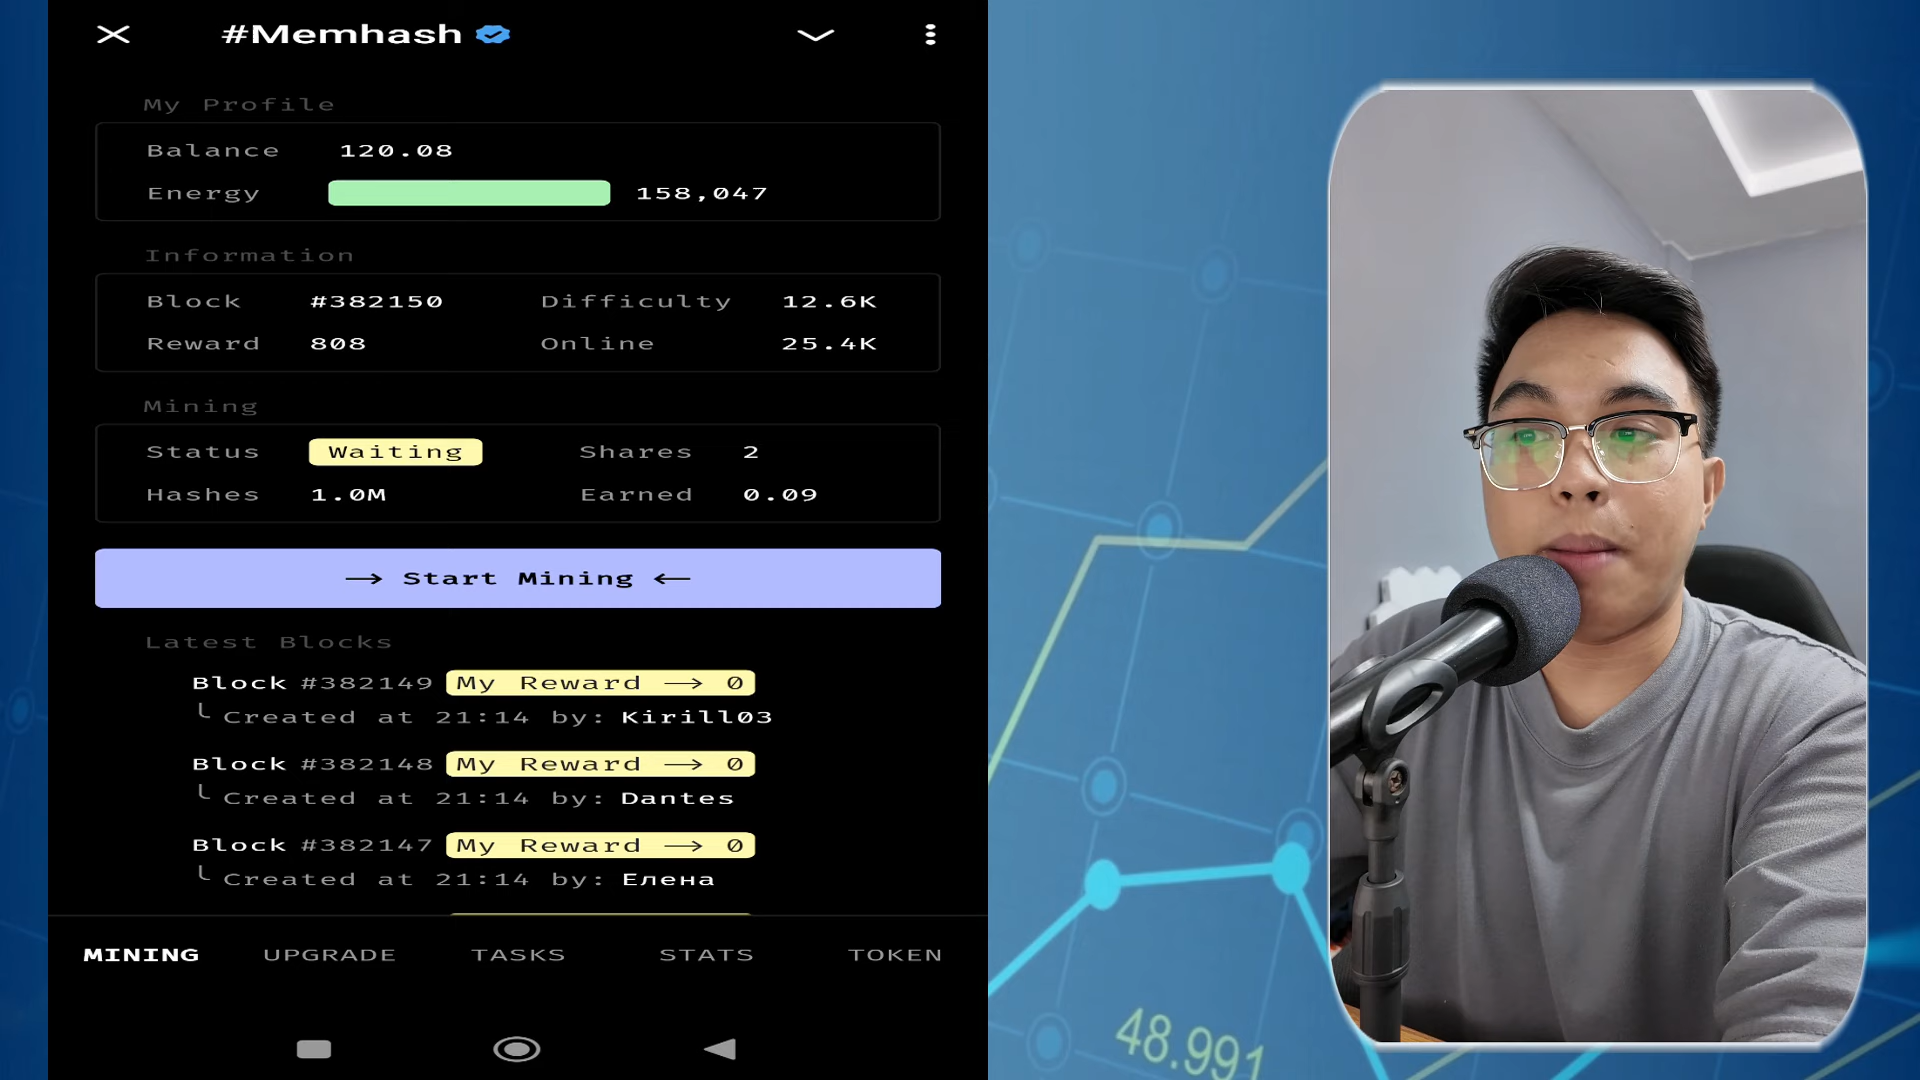 #Memhash
My Profile
Balance 120.08
Energy 158,047
Information
Block #382150 Difficulty 12.6K
Reward 808 Online 25.4K
Mining
Status Waiting Shares 2
Hashes 1.0M Earned 0.09
→ Start Mining ←
Latest Blocks
Block #382149 My Reward → 0
Created at 21:14 by: Kirill03
Block #382148 My Reward → 0
Created at 21:14 by: Dantes
Block #382147 My Reward → 0
Created at 21:14 by: Елена
MINING UPGRADE TASKS STATS TOKEN
48.991